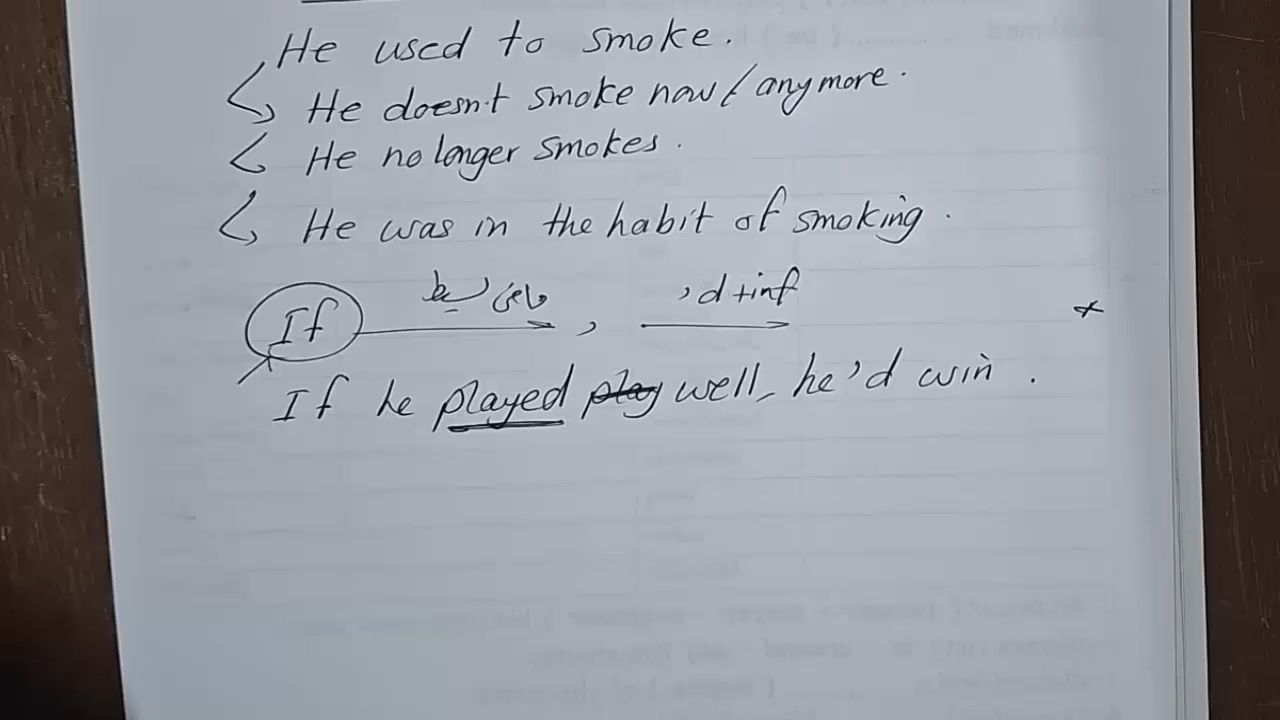 He used to smoke.
He doesn't smoke now / anymore.
He no longer smokes.
He was in the habit of smoking.
If ماضى بسيط , 'd + inf
If he played play well, he'd win.